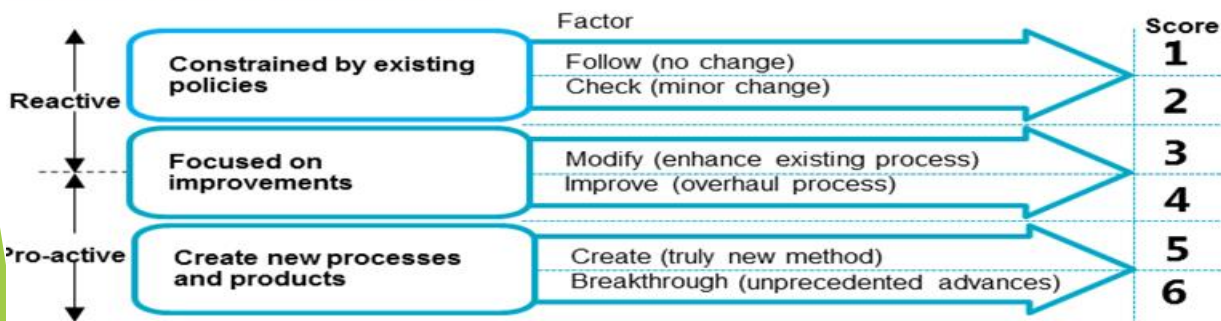 Factor
Score
Constrained by existing
policies
Follow (no change)
Check (minor change)
1
2
Reactive
Focused on
improvements
Modify (enhance existing process)
Improve (overhaul process)
3
4
Pro-active
Create new processes
and products
Create (truly new method)
Breakthrough (unprecedented advances)
5
6